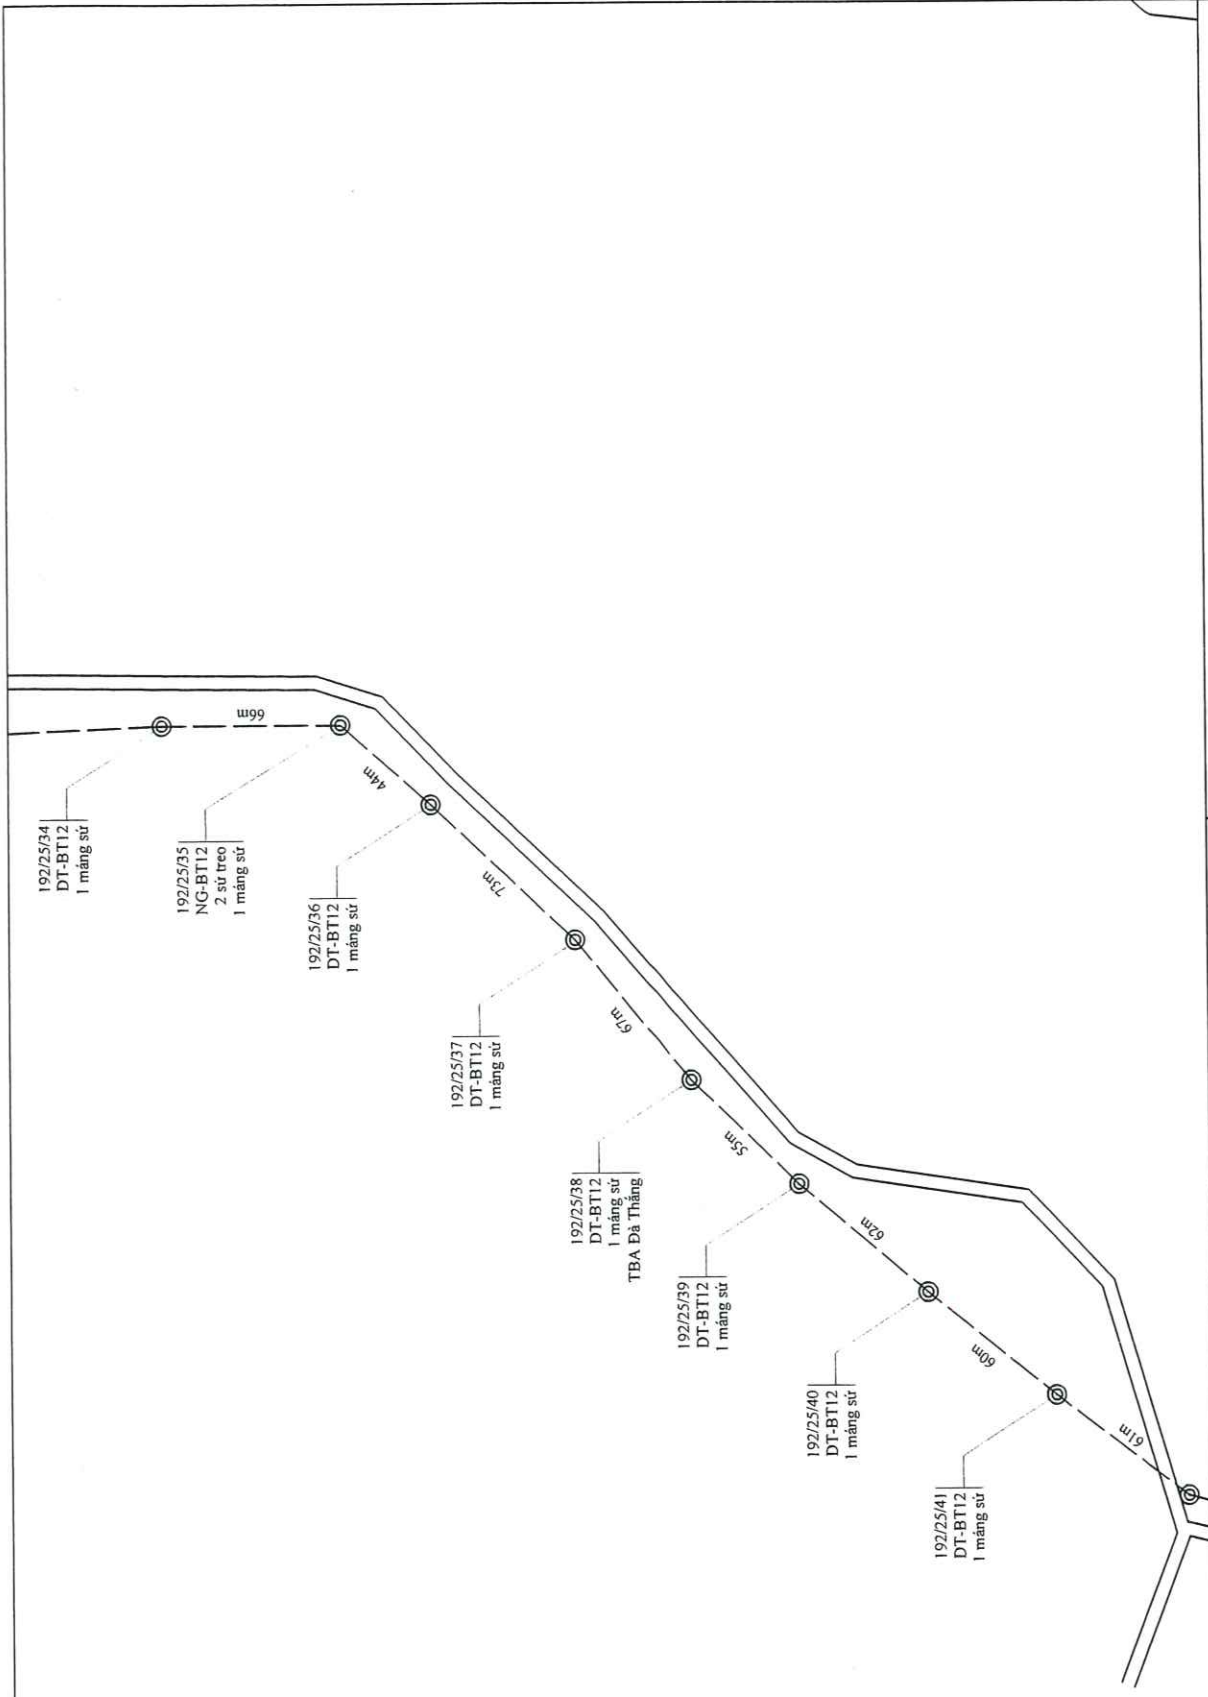 192/25/34
DT-BT12
1 máng sứ
66m
192/25/35
NG-BT12
2 sứ treo
1 máng sứ
44m
192/25/36
DT-BT12
1 máng sứ
73m
192/25/37
DT-BT12
1 máng sứ
67m
192/25/38
DT-BT12
1 máng sứ
TBA Đà Thắng
55m
192/25/39
DT-BT12
1 máng sứ
62m
192/25/40
DT-BT12
1 máng sứ
60m
192/25/41
DT-BT12
1 máng sứ
61m